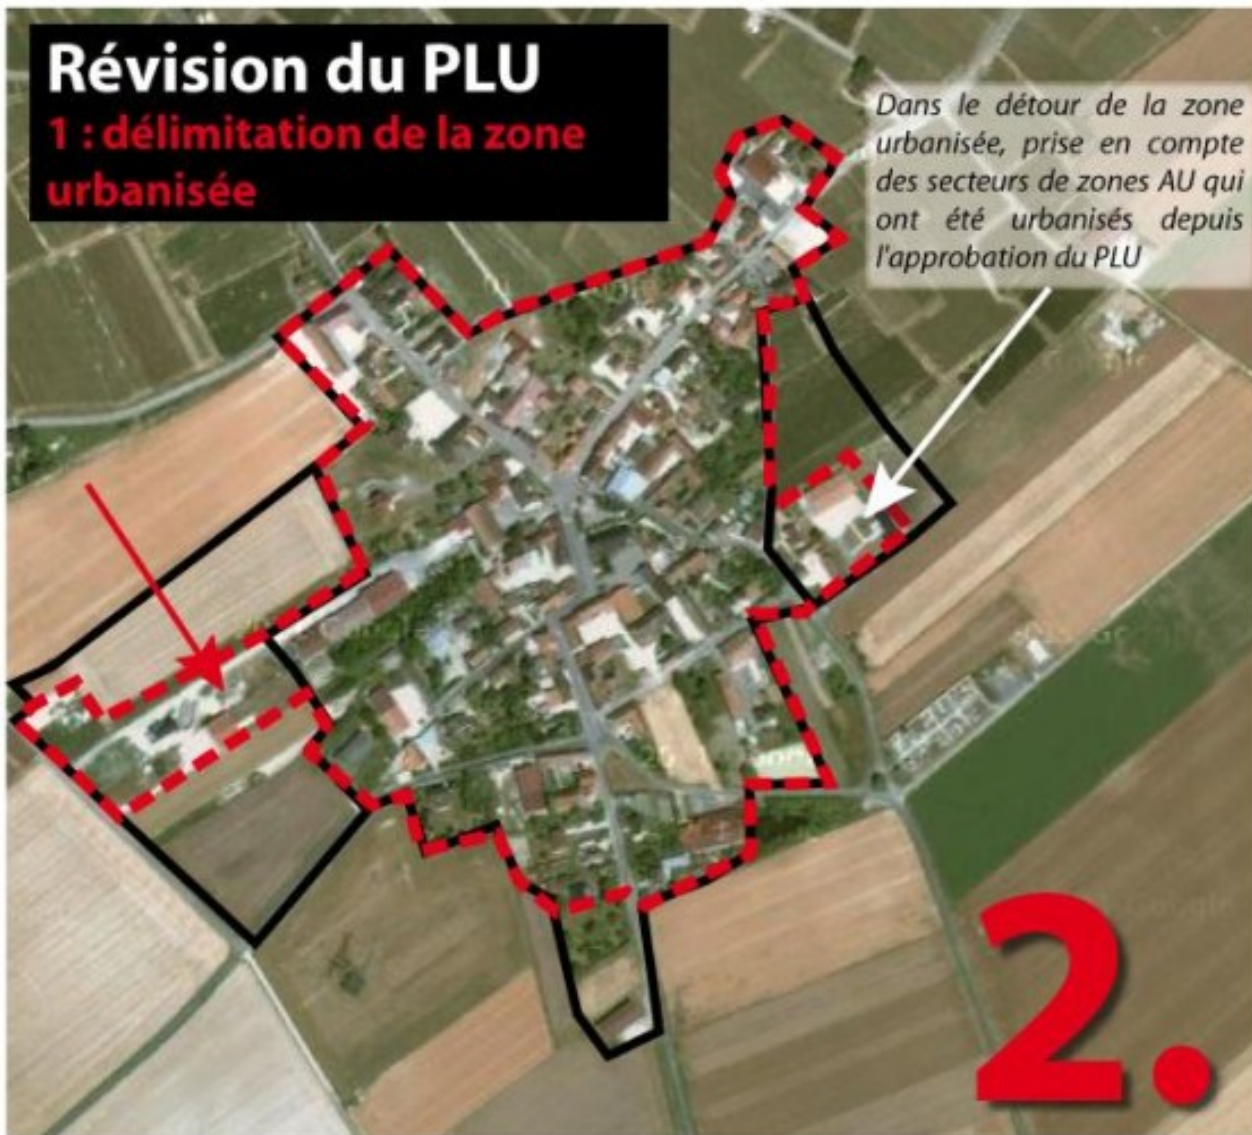 Révision du PLU
1 : délimitation de la zone
urbanisée
Dans le détour de la zone
urbanisée, prise en compte
des secteurs de zones AU qui
ont été urbanisés depuis
l'approbation du PLU
2.